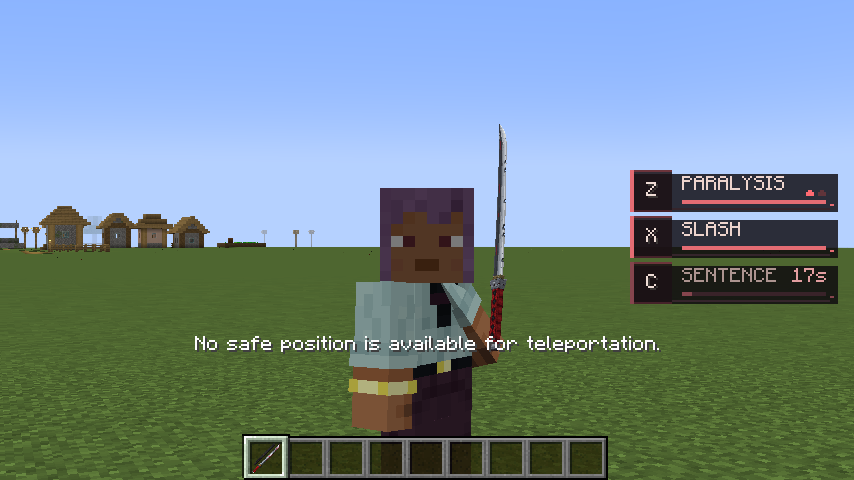 Z PARALYSIS
X SLASH
C SENTENCE 17s
No safe position is available for teleportation.